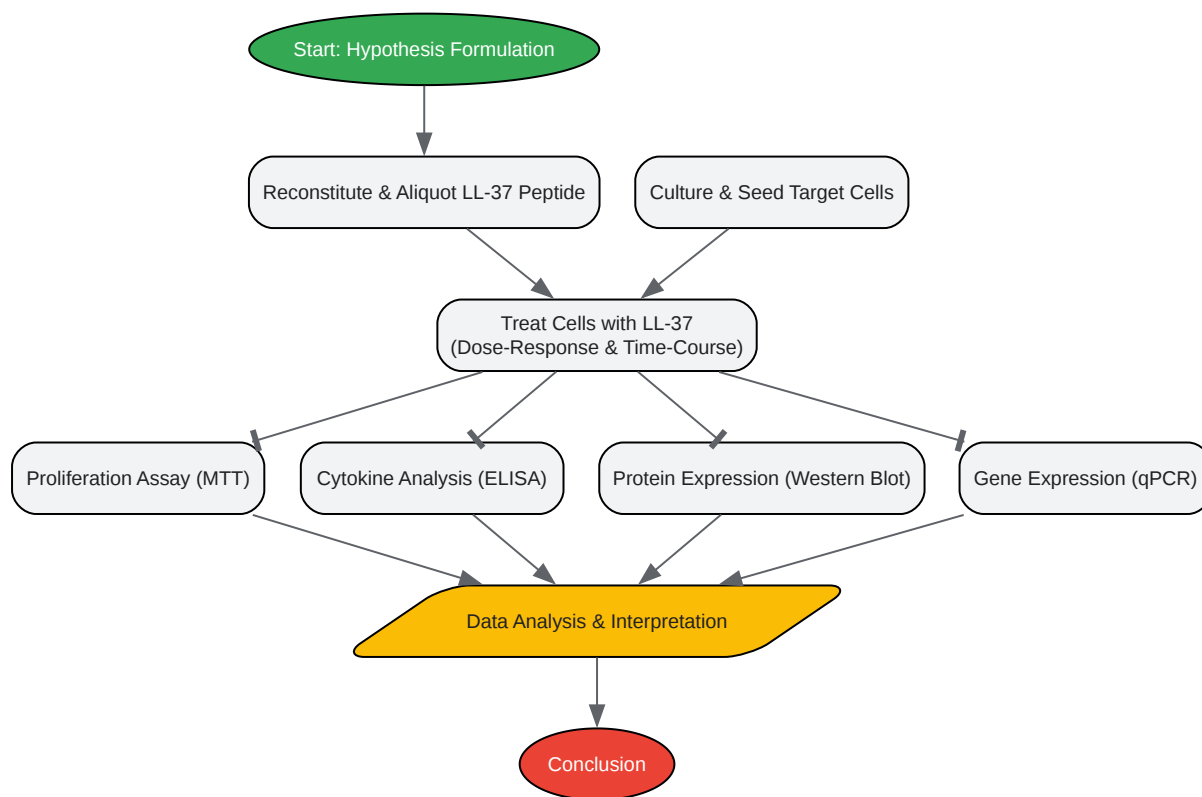 Start: Hypothesis Formulation
Reconstitute & Aliquot LL-37 Peptide
Culture & Seed Target Cells
Treat Cells with LL-37
(Dose-Response & Time-Course)
Proliferation Assay (MTT)
Cytokine Analysis (ELISA)
Protein Expression (Western Blot)
Gene Expression (qPCR)
Data Analysis & Interpretation
Conclusion